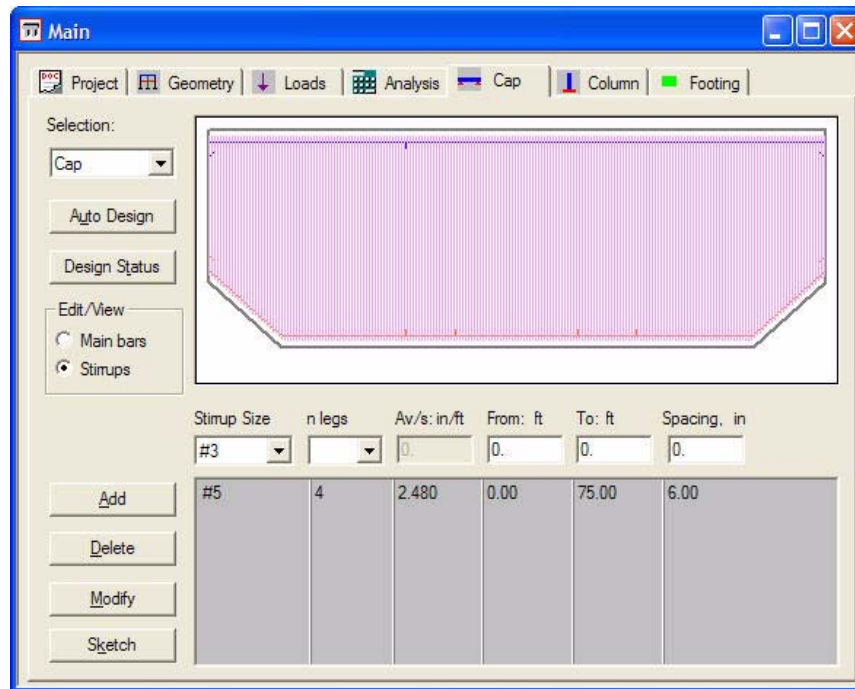 Main
Project Geometry Loads Analysis Cap Column Footing
Selection:
Cap
Auto Design
Design Status
Edit/View
Main bars
Stirrups
Stirrup Size n legs Av/s: in/ft From: ft To: ft Spacing, in
#3 0. 0. 0. 0.
Add
Delete
Modify
Sketch
#5 4 2.480 0.00 75.00 6.00